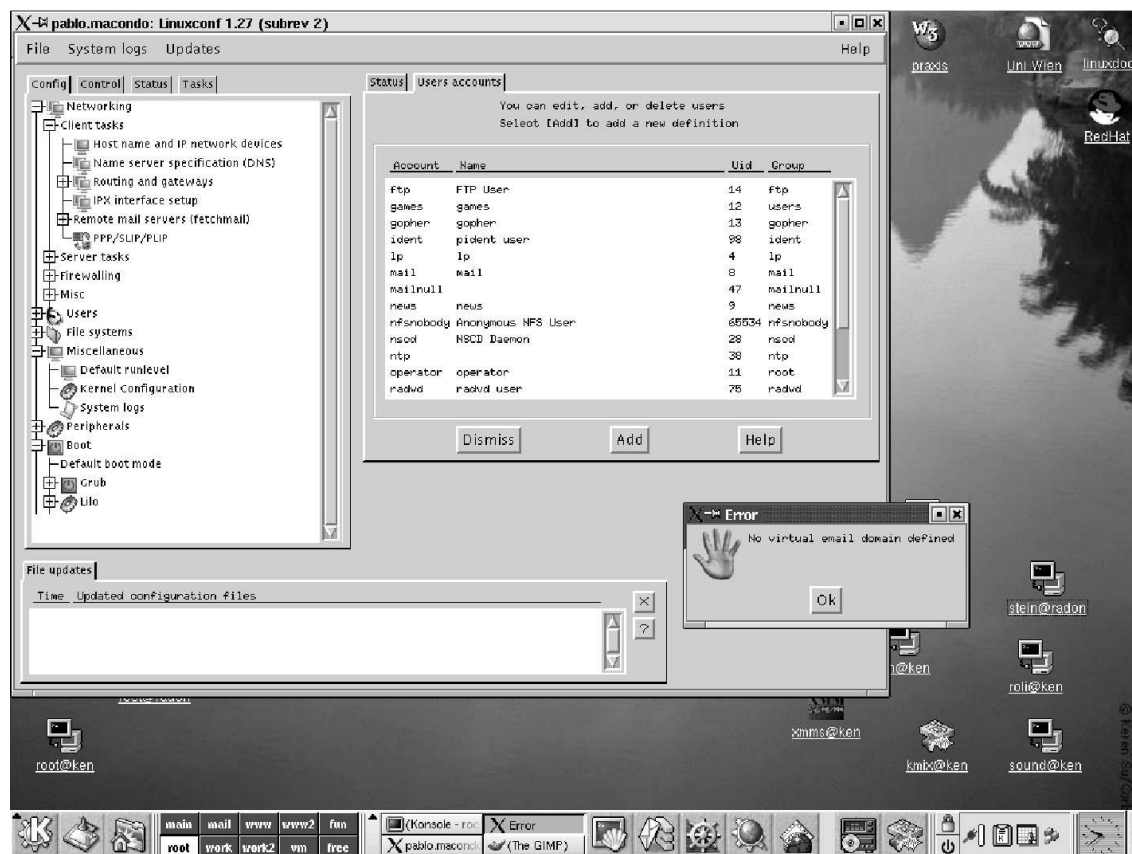 pablo.macondo: Linuxconf 1.27 (subrev 2)
File System logs Updates Help
Config Control Status Tasks
Networking
Client tasks
Host name and IP network devices
Name server specification (DNS)
Routing and gateways
IPX interface setup
Remote mail servers (fetchmail)
PPP/SLIP/PLIP
Server tasks
Firewalling
Misc
Users
File systems
Miscellaneous
Default runlevel
Kernel Configuration
System logs
Peripherals
Boot
Default boot mode
Grub
Lilo
Status Users accounts
You can edit, add, or delete users
Select [Add] to add a new definition
Account Name Uid Group
ftp FTP User 14 ftp
games games 12 users
gopher gopher 13 gopher
ident pident user 98 ident
lp lp 4 lp
mail mail 8 mail
mailnull 47 mailnull
news news 9 news
nfsnobody Anonymous NFS User 65534 nfsnobody
nscd NSCD Daemon 28 nscd
ntp 38 ntp
operator operator 11 root
radvd radvd user 75 radvd
Dismiss Add Help
File updates
Time Updated configuration files
?
Error
No virtual email domain defined
Ok
W3
praxis
WWW
Uni Wien
linuxdoc
RedHat
stein@radon
@ken
roli@ken
root@radon
root@ken
xmms@ken
kmix@ken
sound@ken
main mail www www2 fun
root work work2 vm free
(Konsole - roo
X Error
pablo.macondo
(The GIMP)